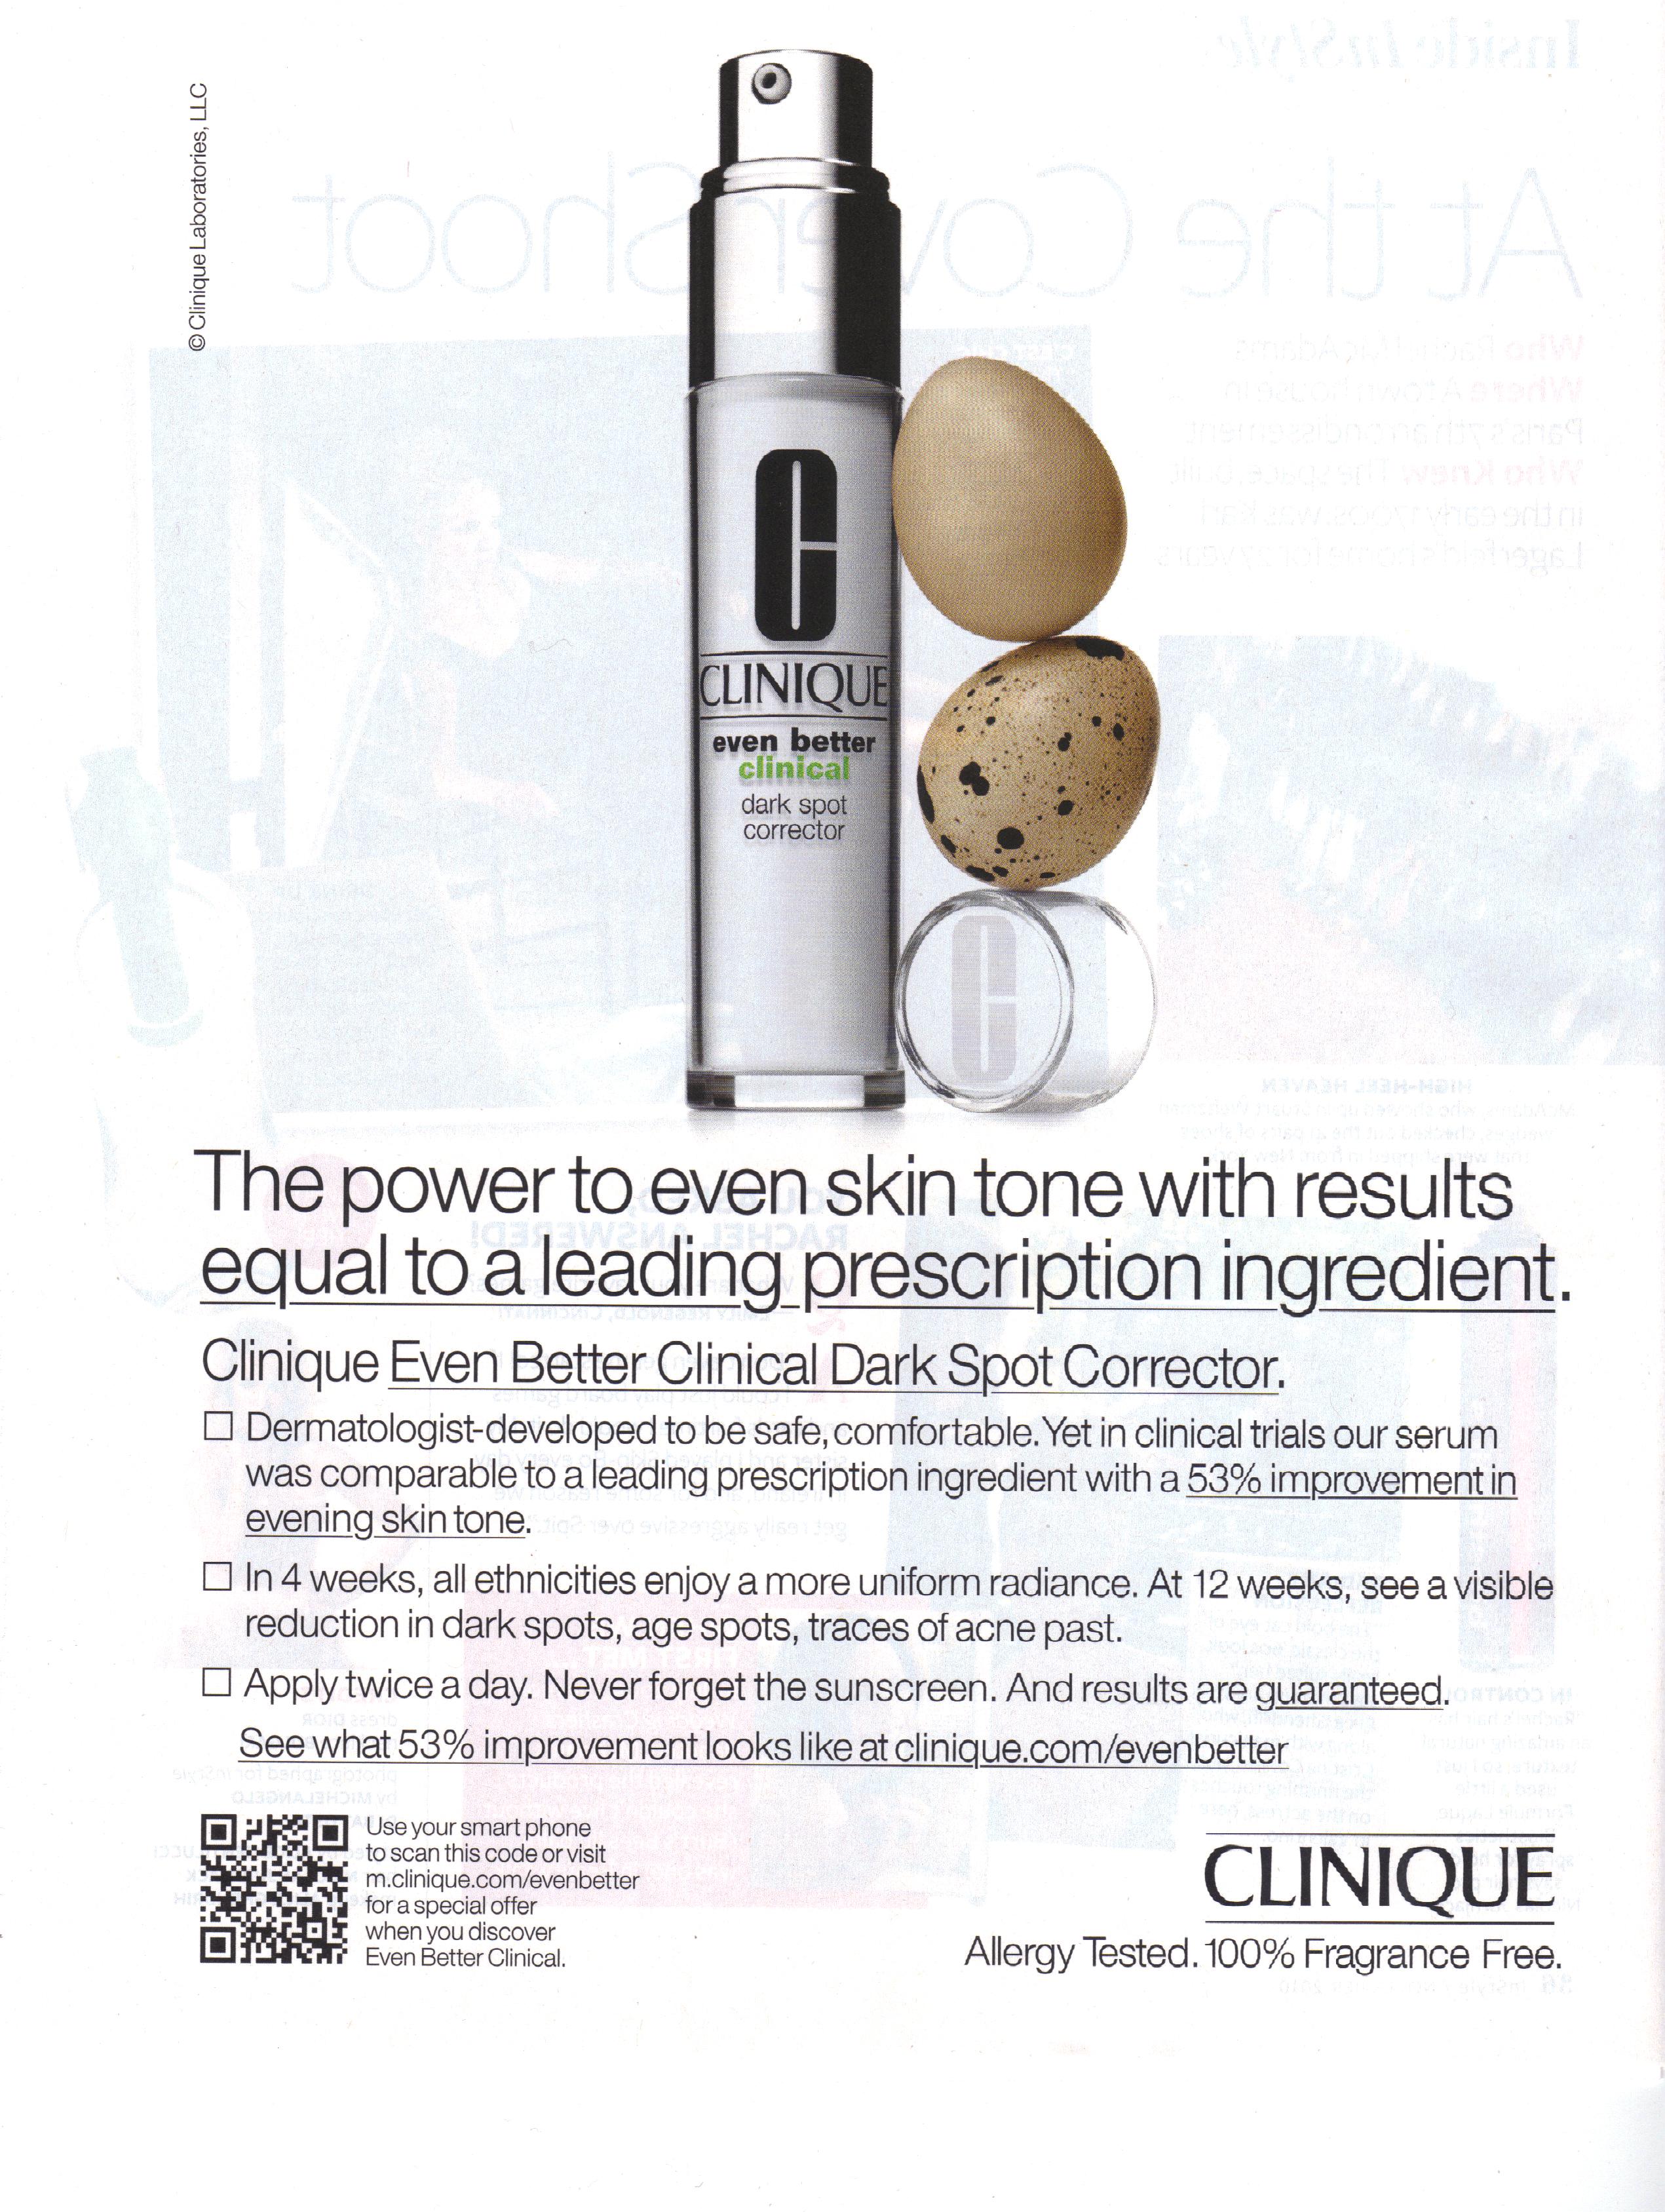 © Clinique Laboratories, LLC
C
CLINIQUE
even better
clinical
dark spot
corrector
C
The power to even skin tone with results
equal to a leading prescription ingredient.
Clinique Even Better Clinical Dark Spot Corrector.
Dermatologist-developed to be safe, comfortable. Yet in clinical trials our serum
was comparable to a leading prescription ingredient with a 53% improvement in
evening skin tone.
In 4 weeks, all ethnicities enjoy a more uniform radiance. At 12 weeks, see a visible
reduction in dark spots, age spots, traces of acne past.
Apply twice a day. Never forget the sunscreen. And results are guaranteed.
See what 53% improvement looks like at clinique.com/evenbetter
Use your smart phone
to scan this code or visit
m.clinique.com/evenbetter
for a special offer
when you discover
Even Better Clinical.
CLINIQUE
Allergy Tested. 100% Fragrance Free.